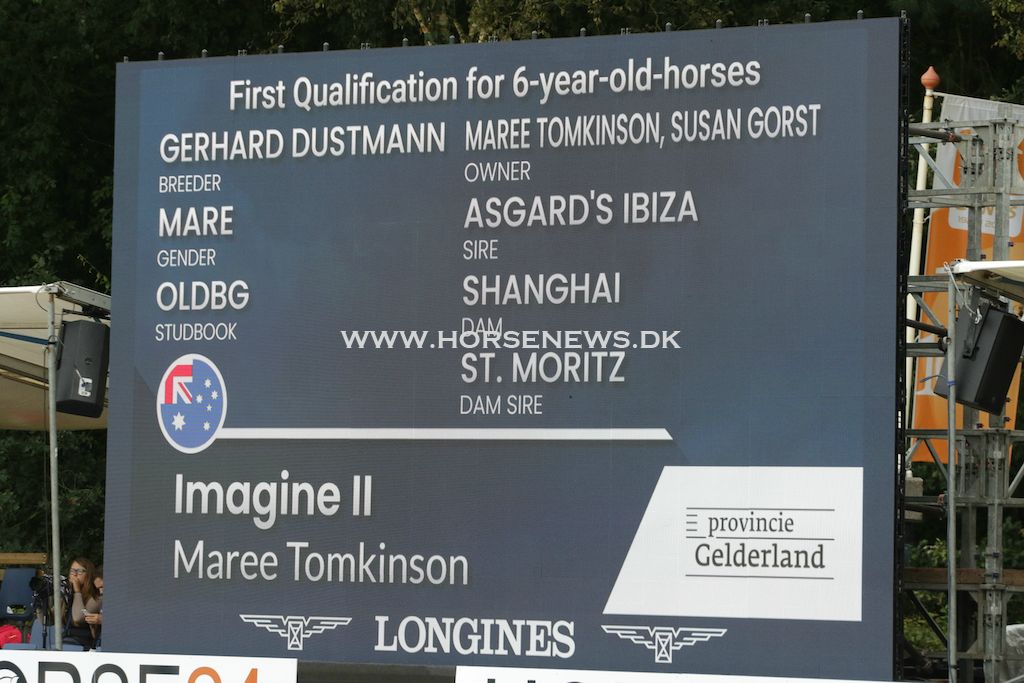 First Qualification for 6-year-old-horses
GERHARD DUSTMANN
BREEDER
MARE
GENDER
OLDBG
STUDBOOK
MAREE TOMKINSON, SUSAN GORST
OWNER
ASGARD'S IBIZA
SIRE
SHANGHAI
DAM
WWW.HORSENEWS.DK
ST. MORITZ
DAM SIRE
Imagine II
Maree Tomkinson
provincie
Gelderland
LONGINES